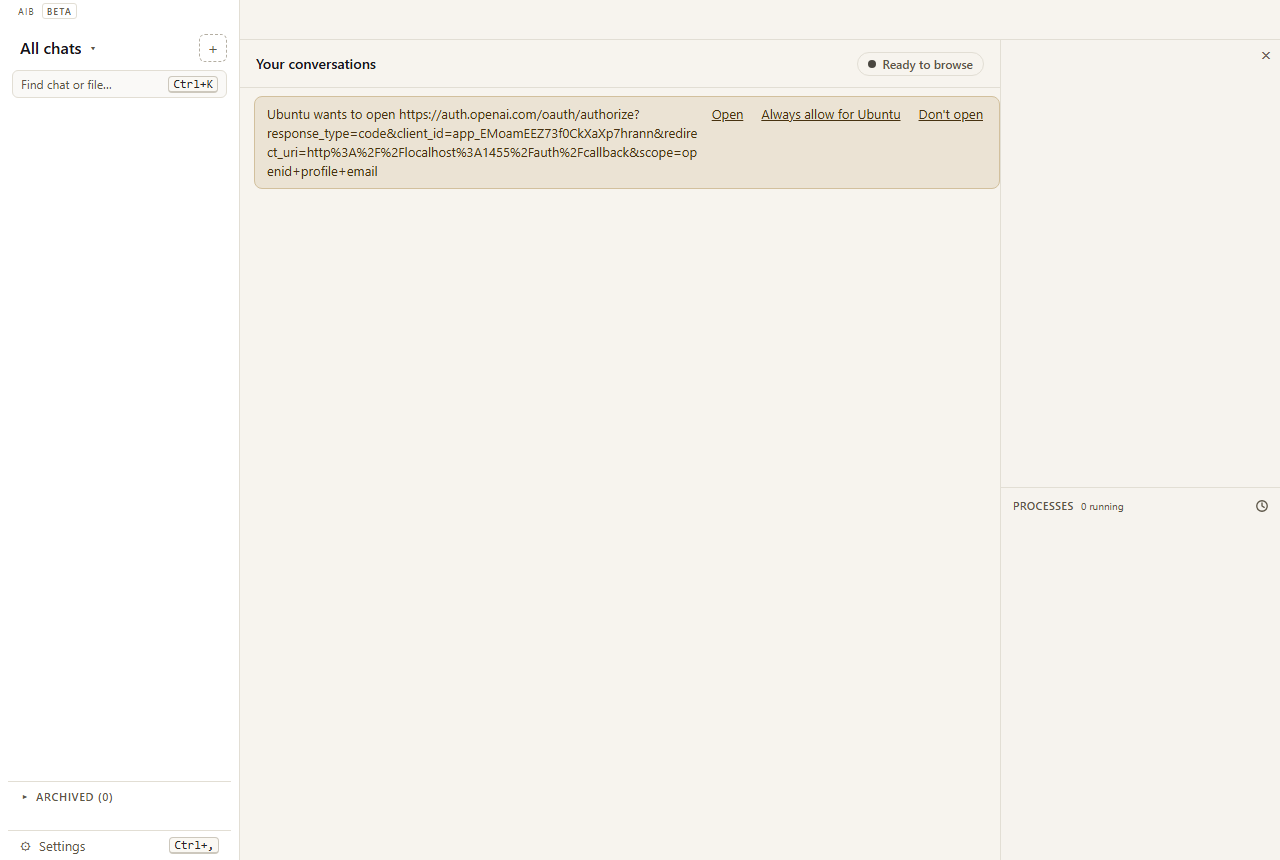 AIB BETA
All chats
+
Find chat or file... Ctrl+K
ARCHIVED (0)
Settings Ctrl+,
Your conversations
Ready to browse
Ubuntu wants to open https://auth.openai.com/oauth/authorize?
response_type=code&client_id=app_EMoamEEZ73f0CkXaXp7hrann&redire
ct_uri=http%3A%2F%2Flocalhost%3A1455%2Fauth%2Fcallback&scope=op
enid+profile+email
Open Always allow for Ubuntu Don't open
×
PROCESSES 0 running